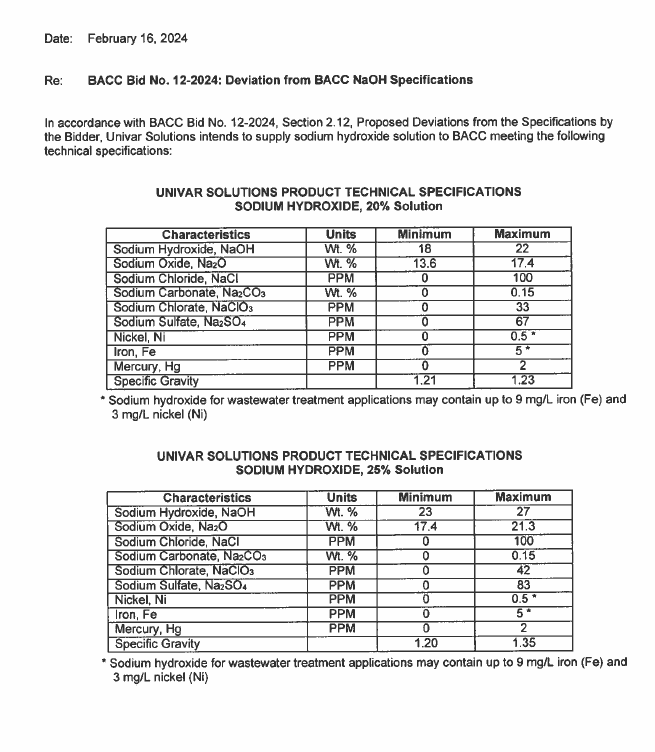 Date: February 16, 2024
Re: BACC Bid No. 12-2024: Deviation from BACC NaOH Specifications
In accordance with BACC Bid No. 12-2024, Section 2.12, Proposed Deviations from the Specifications by
the Bidder, Univar Solutions intends to supply sodium hydroxide solution to BACC meeting the following
technical specifications:
UNIVAR SOLUTIONS PRODUCT TECHNICAL SPECIFICATIONS
SODIUM HYDROXIDE, 20% Solution
Characteristics Units Minimum Maximum
Sodium Hydroxide, NaOH Wt. % 18 22
Sodium Oxide, Na₂O Wt. % 13.6 17.4
Sodium Chloride, NaCl PPM 0 100
Sodium Carbonate, Na₂CO₃ Wt. % 0 0.15
Sodium Chlorate, NaClO₃ PPM 0 33
Sodium Sulfate, Na₂SO₄ PPM 0 67
Nickel, Ni PPM 0 0.5 *
Iron, Fe PPM 0 5 *
Mercury, Hg PPM 0 2
Specific Gravity 1.21 1.23
* Sodium hydroxide for wastewater treatment applications may contain up to 9 mg/L iron (Fe) and
3 mg/L nickel (Ni)
UNIVAR SOLUTIONS PRODUCT TECHNICAL SPECIFICATIONS
SODIUM HYDROXIDE, 25% Solution
Characteristics Units Minimum Maximum
Sodium Hydroxide, NaOH Wt. % 23 27
Sodium Oxide, Na₂O Wt. % 17.4 21.3
Sodium Chloride, NaCl PPM 0 100
Sodium Carbonate, Na₂CO₃ Wt. % 0 0.15
Sodium Chlorate, NaClO₃ PPM 0 42
Sodium Sulfate, Na₂SO₄ PPM 0 83
Nickel, Ni PPM 0 0.5 *
Iron, Fe PPM 0 5 *
Mercury, Hg PPM 0 2
Specific Gravity 1.20 1.35
* Sodium hydroxide for wastewater treatment applications may contain up to 9 mg/L iron (Fe) and
3 mg/L nickel (Ni)